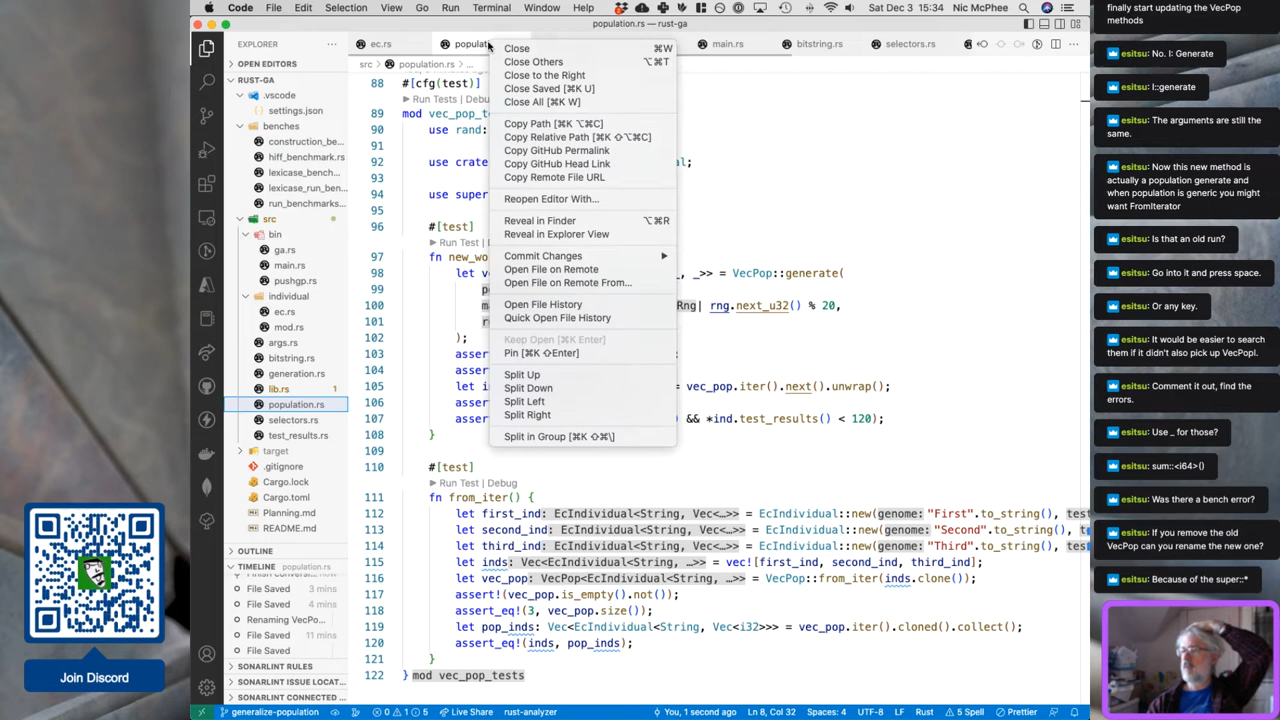 Code File Edit Selection View Go Run Terminal Window Help
Sat Dec 3 15:34 Nic McPhee
population.rs — rust-ga
EXPLORER
OPEN EDITORS
RUST-GA
.vscode
settings.json
benches
construction_be...
hiff_benchmark.rs
lexicase_bench...
lexicase_run_ben...
run_benchmarks...
src
bin
ga.rs
main.rs
pushgp.rs
individual
ec.rs
mod.rs
args.rs
bitstring.rs
generation.rs
lib.rs 1
population.rs
selectors.rs
test_results.rs
target
.gitignore
Cargo.lock
Cargo.toml
Planning.md
README.md
OUTLINE
TIMELINE population.rs
File Saved 3 mins
File Saved 4 mins
Renaming VecPo...
File Saved 11 mins
File Saved
SONARLINT RULES
SONARLINT ISSUE LOCAT...
SONARLINT CONNECTED ...
ec.rs
populati
main.rs
bitstring.rs
selectors.rs
src > population.rs > ...
88 #[cfg(test)]
Run Tests | Debu
89 mod vec_pop_t
90 use rand:
91
92 use crate al;
93
94 use super
95
96 #[test]
Run Test | D
97 fn new_wo
98 let v _, _>> = VecPop::generate(
99 p
100 m Rng| rng.next_u32() % 20,
101 r
102 );
103 asser ;
104 asser
105 let i = vec_pop.iter().next().unwrap();
106 asser
107 asser ) && *ind.test_results() < 120);
108 }
109
110 #[test]
Run Test | Debug
111 fn from_iter() {
112 let first_ind: EcIndividual<String, Vec<…>> = EcIndividual::new(genome: "First".to_string(), test
113 let second_ind: EcIndividual<String, Vec<…>> = EcIndividual::new(genome: "Second".to_string(), t
114 let third_ind: EcIndividual<String, Vec<…>> = EcIndividual::new(genome: "Third".to_string(), test
115 let inds: Vec<EcIndividual<String, …>> = vec![first_ind, second_ind, third_ind];
116 let vec_pop: VecPop<EcIndividual<String, …>> = VecPop::from_iter(inds.clone());
117 assert!(vec_pop.is_empty().not());
118 assert_eq!(3, vec_pop.size());
119 let pop_inds: Vec<EcIndividual<String, Vec<i32>>> = vec_pop.iter().cloned().collect();
120 assert_eq!(inds, pop_inds);
121 }
122 } mod vec_pop_tests
Close ⌘W
Close Others ⌥⌘T
Close to the Right
Close Saved [⌘K U]
Close All [⌘K W]
Copy Path [⌘K ⌥⌘C]
Copy Relative Path [⌘K ⇧⌥⌘C]
Copy GitHub Permalink
Copy GitHub Head Link
Copy Remote File URL
Reopen Editor With...
Reveal in Finder ⌥⌘R
Reveal in Explorer View
Commit Changes
Open File on Remote
Open File on Remote From...
Open File History
Quick Open File History
Keep Open [⌘K Enter]
Pin [⌘K ⇧Enter]
Split Up
Split Down
Split Left
Split Right
Split in Group [⌘K ⇧⌘\]
generalize-population 0 1 5 Live Share rust-analyzer
You, 1 second ago Ln 8, Col 32 Spaces: 4 UTF-8 LF Rust 5 Spell Prettier
Join Discord
finally start updating the VecPop
methods
esitsu: No. I: Generate
esitsu: I::generate
esitsu: The arguments are still the
same.
esitsu: Now this new method is
actually a population generate and
when population is generic you might
want FromIterator
esitsu: Is that an old run?
esitsu: Go into it and press space.
esitsu: Or any key.
esitsu: It would be easier to search
them if it didn't also pick up VecPopI.
esitsu: Comment it out, find the
errors.
esitsu: Use _ for those?
esitsu: sum::<i64>()
esitsu: Was there a bench error?
esitsu: If you remove the old
VecPop can you rename the new one?
esitsu: Because of the super::*